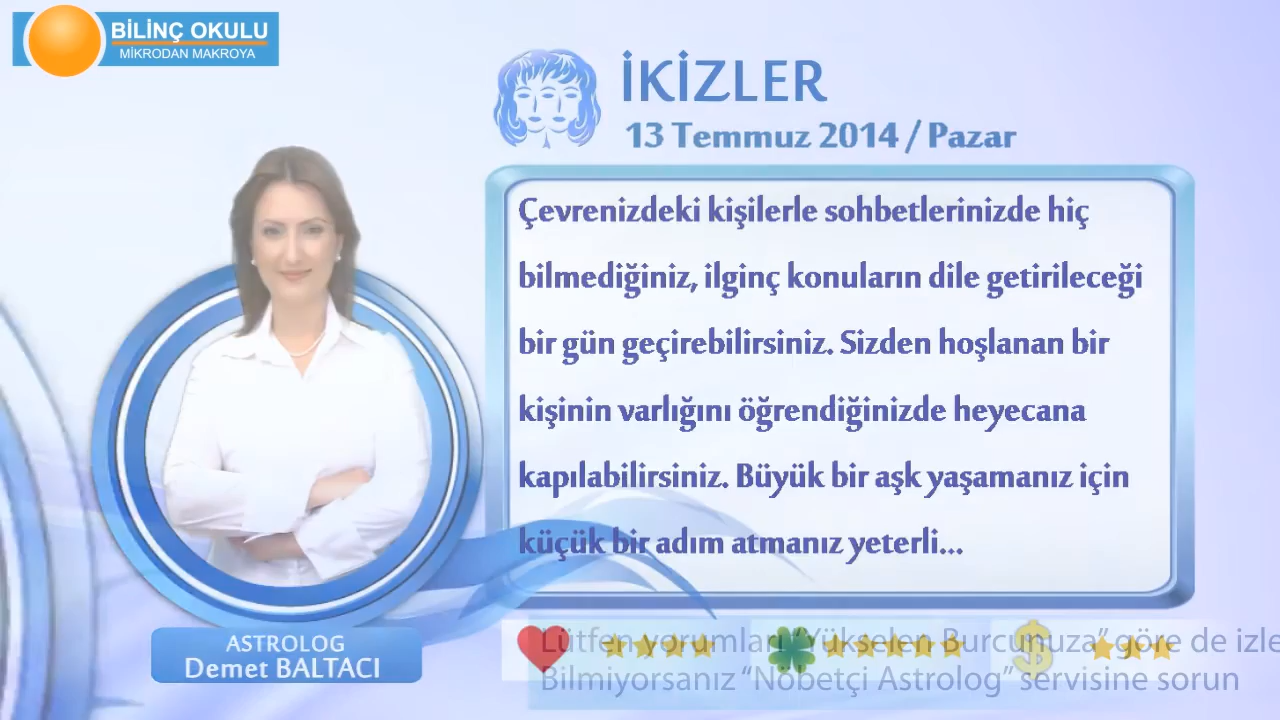 BİLİNÇ OKULU
MİKRODAN MAKROYA
İKİZLER
13 Temmuz 2014 / Pazar
Çevrenizdeki kişilerle sohbetlerinizde hiç
bilmediğiniz, ilginç konuların dile getirileceği
bir gün geçirebilirsiniz. Sizden hoşlanan bir
kişinin varlığını öğrendiğinizde heyecana
kapılabilirsiniz. Büyük bir aşk yaşamanız için
küçük bir adım atmanız yeterli...
ASTROLOG
Demet BALTACI
Lütfen yorumları "Yükselen Burcunuza" göre de izle
Bilmiyorsanız "Nöbetçi Astrolog" servisine sorun